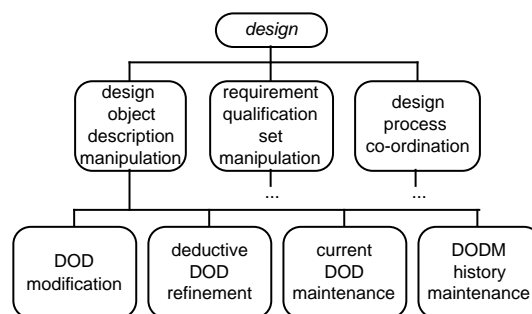 design
design
object
description
manipulation
requirement
qualification
set
manipulation
design
process
co-ordination
...
...
DOD
modification
deductive
DOD
refinement
current
DOD
maintenance
DODM
history
maintenance